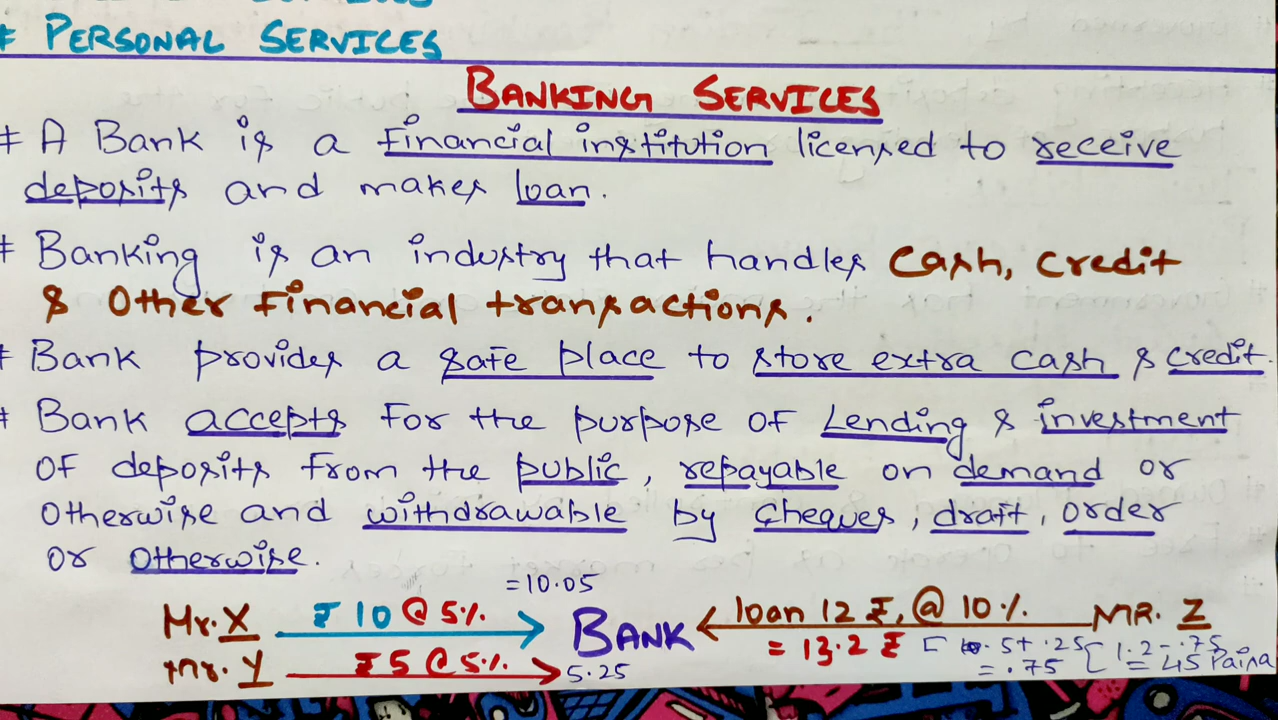 # PERSONAL SERVICES
BANKING SERVICES
# A Bank is a financial institution licensed to receive
deposits and makes loan.
# Banking is an industry that handles cash, credit
& Other Financial transactions.
# Bank provides a safe place to store extra cash & credit.
# Bank accepts for the purpose of Lending & investment
of deposits from the public, repayable on demand or
otherwise and withdrawable by cheques, draft, order
or otherwise.
=10.05
Mr. X ₹ 10 @ 5% BANK loan 12 ₹, @ 10%. MR. Z
Mr. Y ₹5 @ 5%. 5.25 = 13.2 ₹ [ .5+.25 [ 1.2-.75
= .75 = 45 Paisa